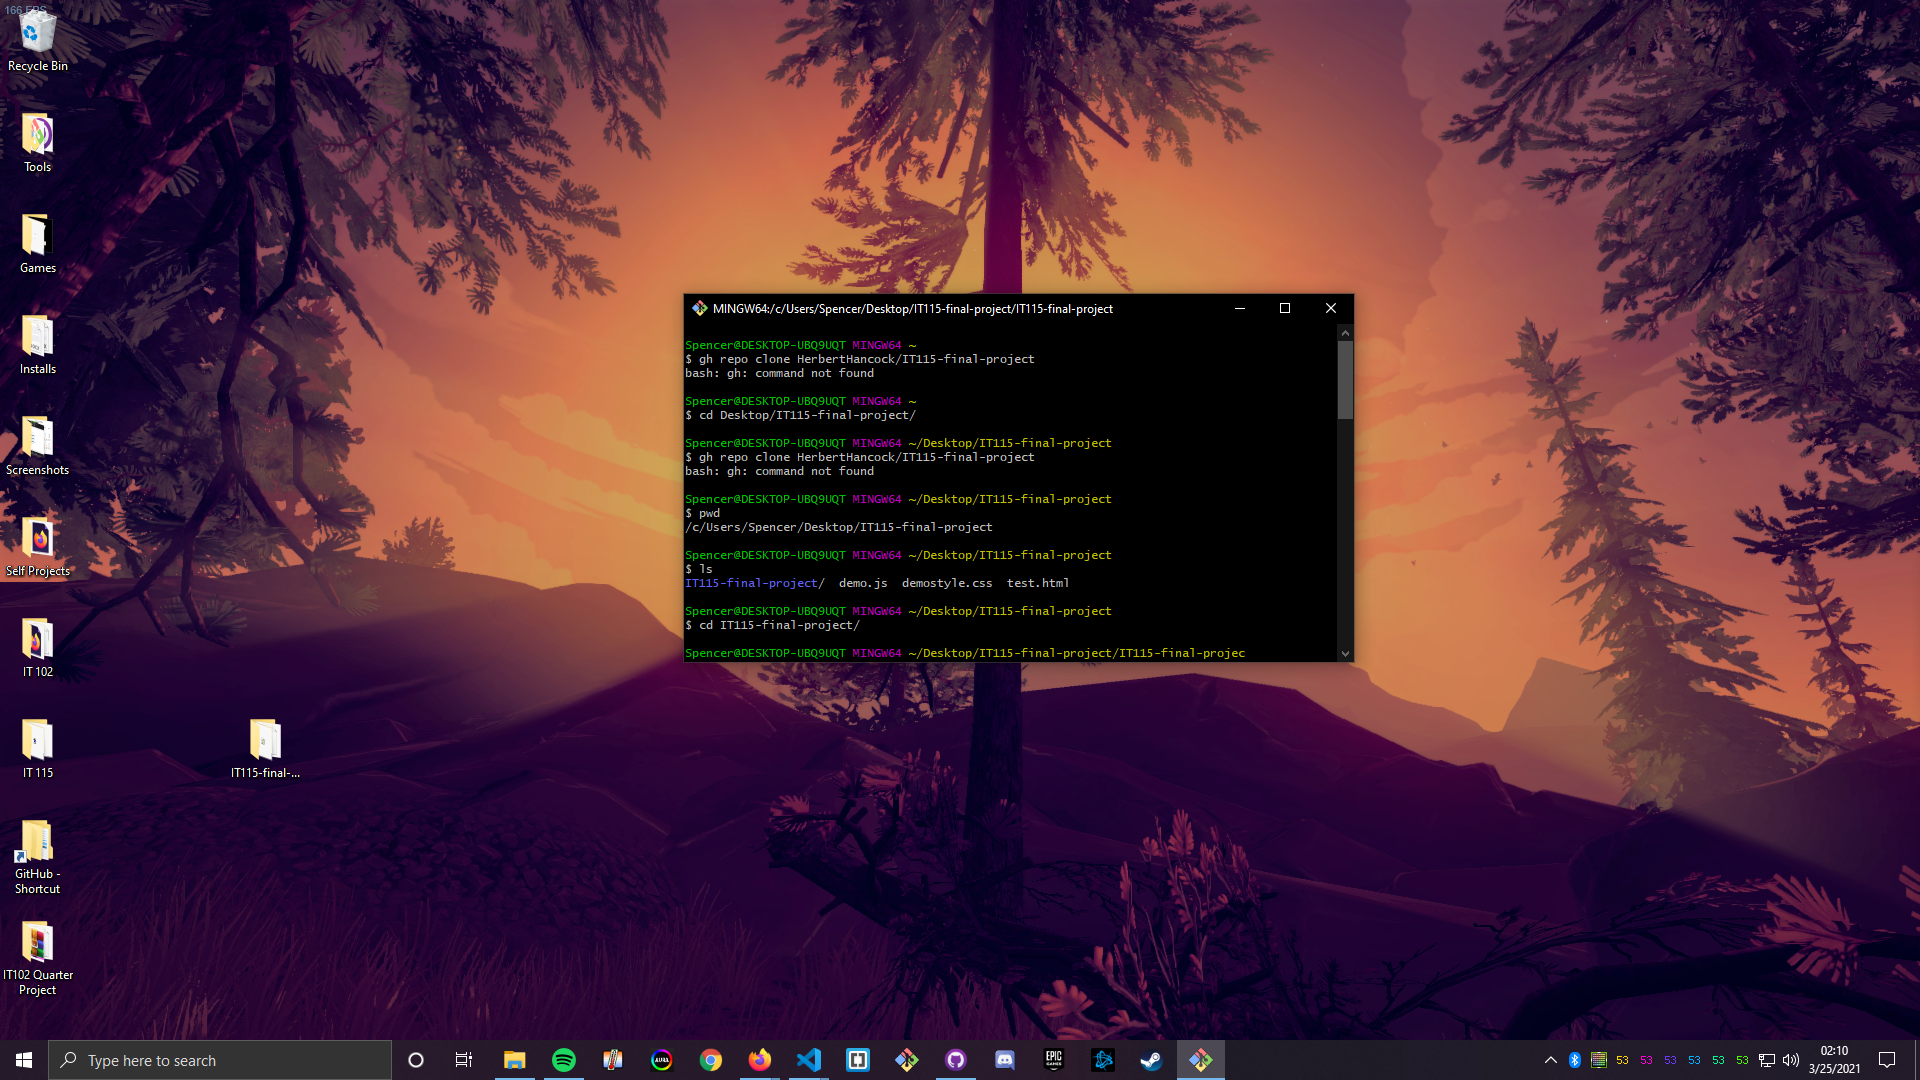 166 FPS
Recycle Bin
Tools
Games
Installs
Screenshots
Self Projects
IT 102
IT 115
IT115-final-...
GitHub -
Shortcut
IT102 Quarter
Project
MINGW64:/c/Users/Spencer/Desktop/IT115-final-project/IT115-final-project
Spencer@DESKTOP-UBQ9UQT MINGW64 ~
$ gh repo clone HerbertHancock/IT115-final-project
bash: gh: command not found
Spencer@DESKTOP-UBQ9UQT MINGW64 ~
$ cd Desktop/IT115-final-project/
Spencer@DESKTOP-UBQ9UQT MINGW64 ~/Desktop/IT115-final-project
$ gh repo clone HerbertHancock/IT115-final-project
bash: gh: command not found
Spencer@DESKTOP-UBQ9UQT MINGW64 ~/Desktop/IT115-final-project
$ pwd
/c/Users/Spencer/Desktop/IT115-final-project
Spencer@DESKTOP-UBQ9UQT MINGW64 ~/Desktop/IT115-final-project
$ ls
IT115-final-project/  demo.js  demostyle.css  test.html
Spencer@DESKTOP-UBQ9UQT MINGW64 ~/Desktop/IT115-final-project
$ cd IT115-final-project/
Spencer@DESKTOP-UBQ9UQT MINGW64 ~/Desktop/IT115-final-project/IT115-final-projec
Type here to search
AURA
EPIC
GAMES
53 53 53 53 53 53
02:10
3/25/2021